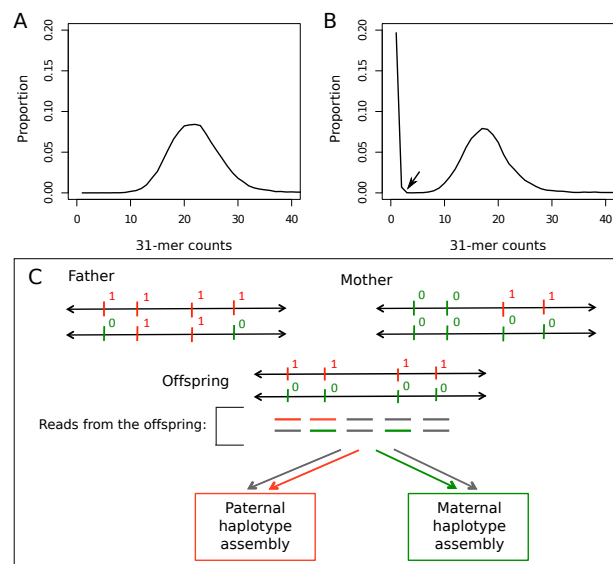 A
B
0.00 0.05 0.10 0.15 0.20
Proportion
0 10 20 30 40
31-mer counts
0.00 0.05 0.10 0.15 0.20
Proportion
0 10 20 30 40
31-mer counts
C
Father
Mother
1 1 1 1
0 1 1 0
0 0 1 1
0 0 0 0
Offspring
1 1 1 1
0 0 0 0
Reads from the offspring:
Paternal
haplotype
assembly
Maternal
haplotype
assembly